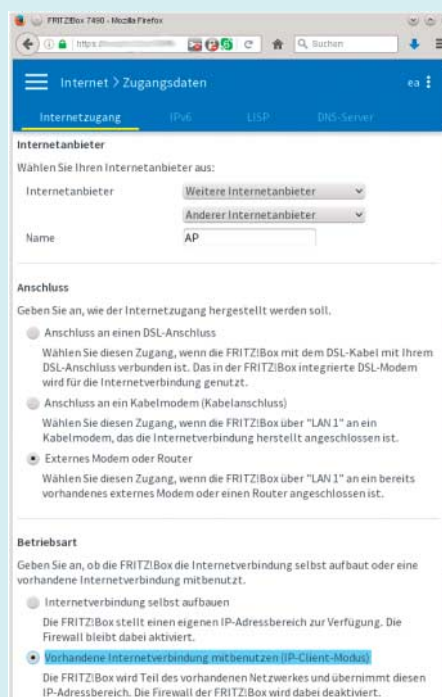 FRITZ!Box 7490 - Mozilla Firefox
https
Suchen
Internet > Zugangsdaten
ea
Internetzugang IPv6 LISP DNS-Server
Internetanbieter
Wählen Sie Ihren Internetanbieter aus:
Internetanbieter Weitere Internetanbieter
Anderer Internetanbieter
Name AP
Anschluss
Geben Sie an, wie der Internetzugang hergestellt werden soll.
Anschluss an einen DSL-Anschluss
Wählen Sie diesen Zugang, wenn die FRITZ!Box mit dem DSL-Kabel mit Ihrem
DSL-Anschluss verbunden ist. Das in der FRITZ!Box integrierte DSL-Modem
wird für die Internetverbindung genutzt.
Anschluss an ein Kabelmodem (Kabelanschluss)
Wählen Sie diesen Zugang, wenn die FRITZ!Box über "LAN 1" an ein
Kabelmodem, das die Internetverbindung herstellt angeschlossen ist.
Externes Modem oder Router
Wählen Sie diesen Zugang, wenn die FRITZ!Box über "LAN 1" an ein bereits
vorhandenes externes Modem oder einen Router angeschlossen ist.
Betriebsart
Geben Sie an, ob die FRITZ!Box die Internetverbindung selbst aufbaut oder eine
vorhandene Internetverbindung mitbenutzt.
Internetverbindung selbst aufbauen
Die FRITZ!Box stellt einen eigenen IP-Adressbereich zur Verfügung. Die
Firewall bleibt dabei aktiviert.
Vorhandene Internetverbindung mitbenutzen (IP-Client-Modus)
Die FRITZ!Box wird Teil des vorhandenen Netzwerkes und übernimmt diesen
IP-Adressbereich. Die Firewall der FRITZ!Box wird dabei deaktiviert.